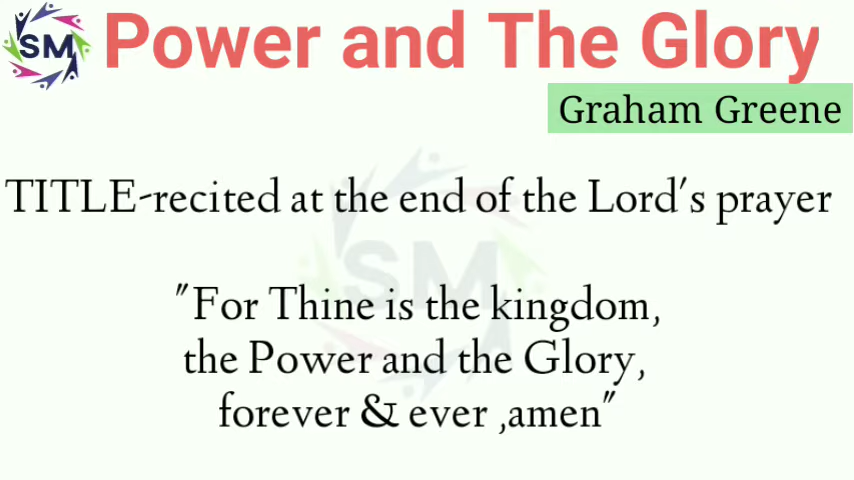 SM
Power and The Glory
Graham Greene
TITLE-recited at the end of the Lord's prayer
SM
"For Thine is the kingdom,
the Power and the Glory,
forever & ever ,amen"